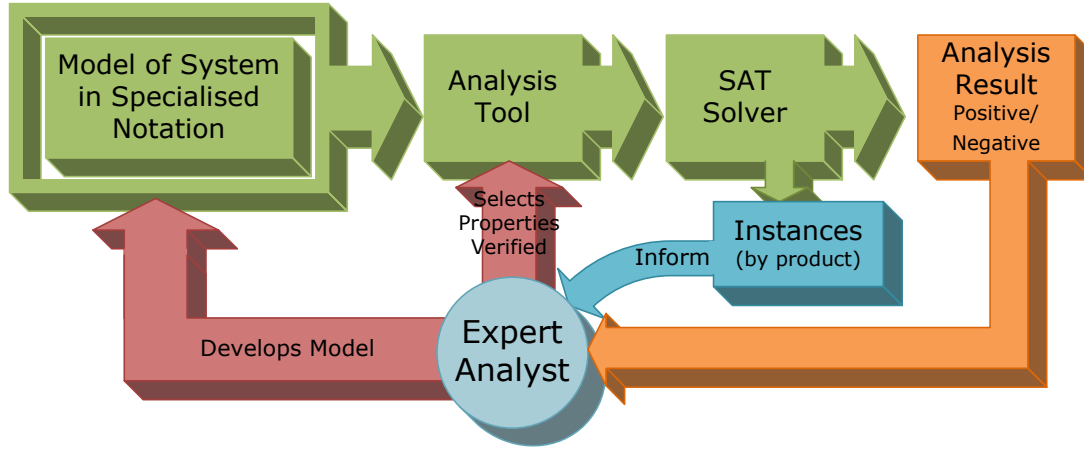 Model of System
in Specialised
Notation
Analysis
Tool
SAT
Solver
Analysis
Result
Positive/
Negative
Selects
Properties
Verified
Instances
(by product)
Inform
Develops Model
Expert
Analyst